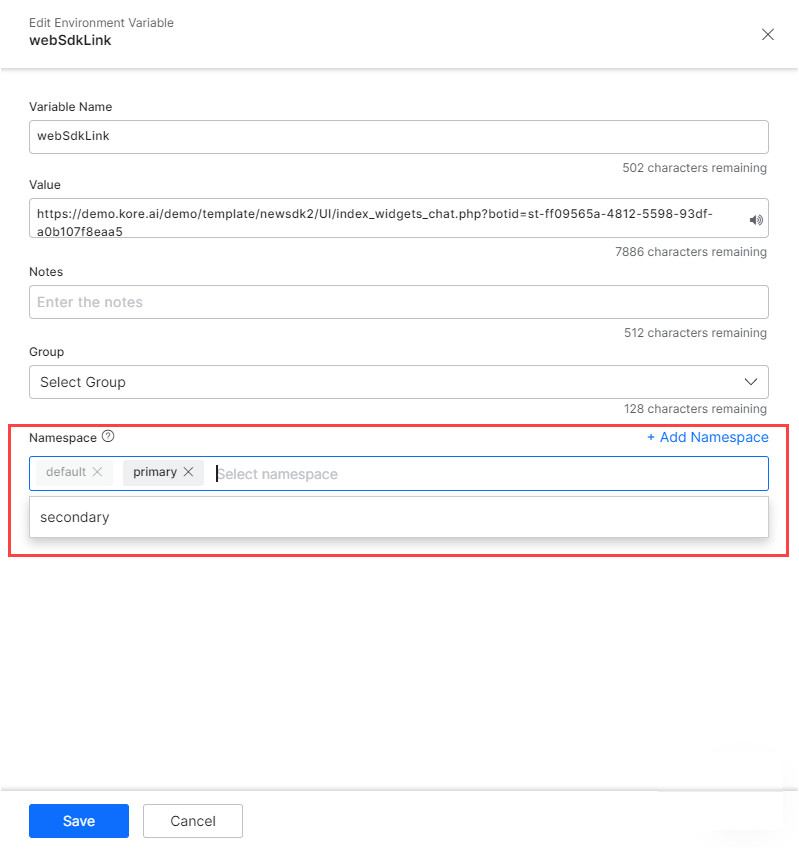 Edit Environment Variable
webSdkLink
Variable Name
webSdkLink
502 characters remaining
Value
https://demo.kore.ai/demo/template/newsdk2/UI/index_widgets_chat.php?botid=st-ff09565a-4812-5598-93df-
a0b107f8eaa5
7886 characters remaining
Notes
Enter the notes
512 characters remaining
Group
Select Group
128 characters remaining
Namespace ? + Add Namespace
default primary Select namespace
secondary
Save Cancel